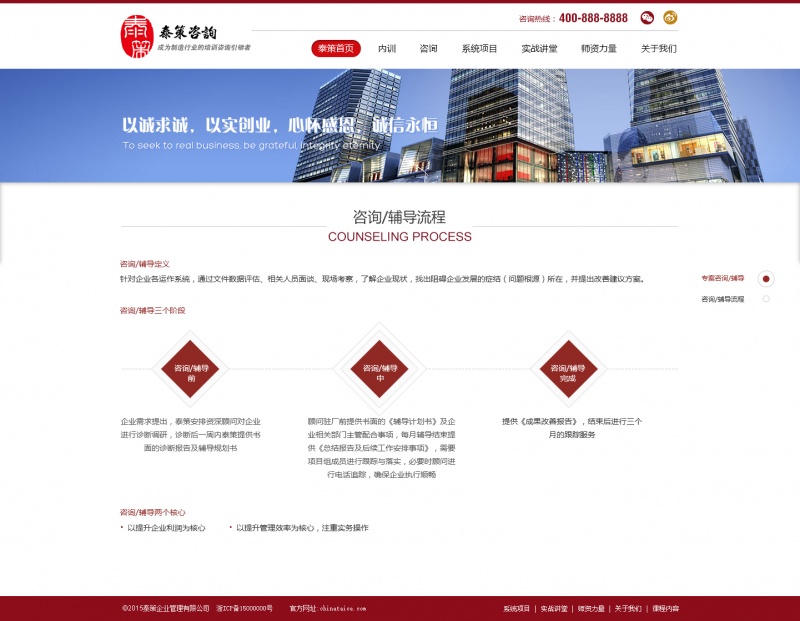 泰策
泰策咨詢
成为制造行业的培训咨询引领者
咨询热线：400-888-8888
泰策首页 内训 咨询 系统项目 实战讲堂 师资力量 关于我们
以诚求诚，以实创业，心怀感恩，诚信永恒
To seek to real business, be grateful, integrity eternity
咨询/辅导流程
COUNSELING PROCESS
咨询/辅导定义
针对企业各运作系统，通过文件数据评估、相关人员面谈、现场考察，了解企业现状，找出阻碍企业发展的症结（问题根源）所在，并提出改善建议方案。
专案咨询/辅导
咨询/辅导流程
咨询/辅导三个阶段
咨询/辅导
前
咨询/辅导
中
咨询/辅导
完成
企业需求提出，泰策安排资深顾问对企业
进行诊断调研，诊断后一周内泰策提供书
面的诊断报告及辅导规划书
顾问驻厂前提供书面的《辅导计划书》及企
业相关部门主管配合事项，每月辅导结束提
供《总结报告及后续工作安排事项》，需要
项目组成员进行跟踪与落实，必要时顾问进
行电话追踪，确保企业执行顺畅
提供《成果改善报告》，结束后进行三个
月的跟踪服务
咨询/辅导两个核心
• 以提升企业利润为核心 • 以提升管理效率为核心，注重实务操作
©2015泰策企业管理有限公司 浙ICP备15000000号 官方网址:chinataice.com
系统项目 | 实战讲堂 | 师资力量 | 关于我们 | 课程内容